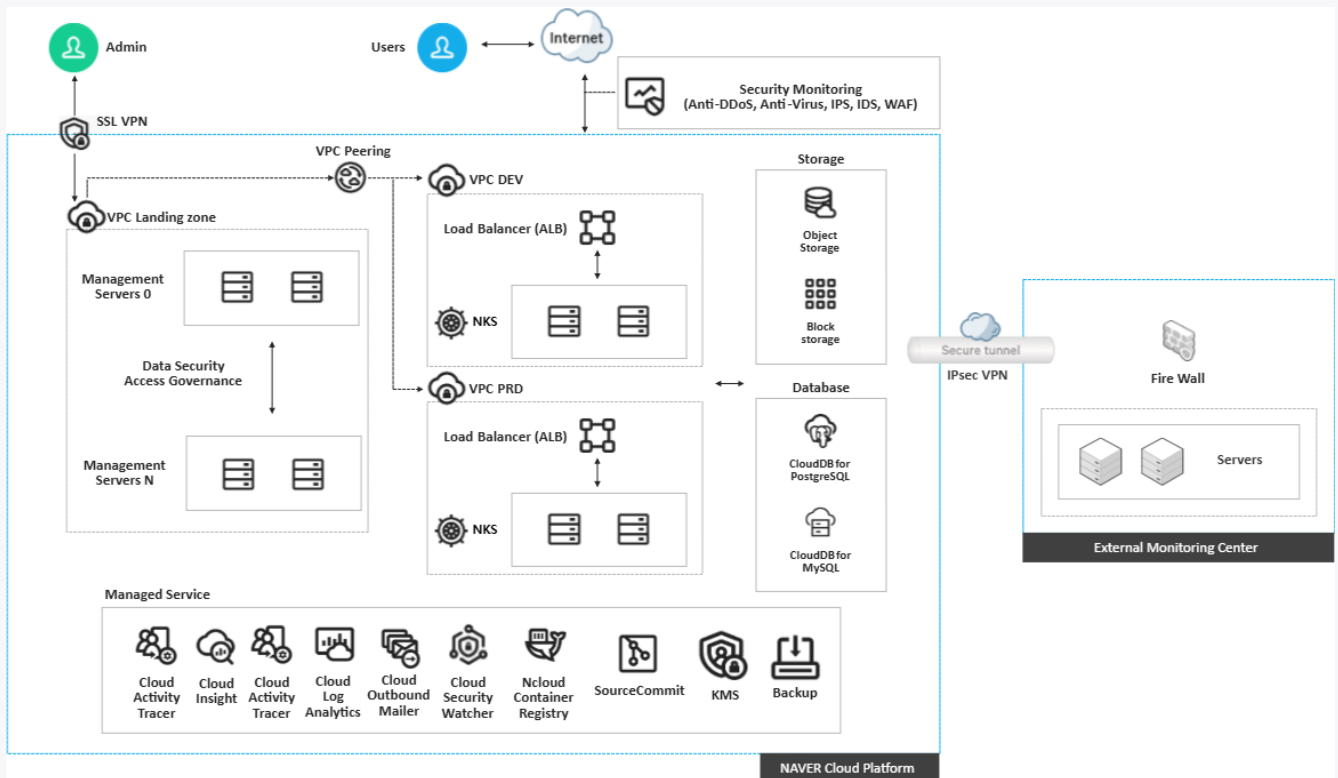 Admin
Users
Internet
Security Monitoring
(Anti-DDoS, Anti-Virus, IPS, IDS, WAF)
SSL VPN
VPC Peering
VPC DEV
Storage
VPC Landing zone
Load Balancer (ALB)
Object
Storage
Management
Servers 0
NKS
Block
storage
Data Security
Access Governance
Secure tunnel
IPsec VPN
Fire Wall
VPC PRD
Database
Load Balancer (ALB)
CloudDB for
PostgreSQL
Management
Servers N
Servers
NKS
CloudDB for
MySQL
External Monitoring Center
Managed Service
Cloud
Activity
Tracer
Cloud
Insight
Cloud
Activity
Tracer
Cloud
Log
Analytics
Cloud
Outbound
Mailer
Cloud
Security
Watcher
Ncloud
Container
Registry
SourceCommit
KMS
Backup
NAVER Cloud Platform